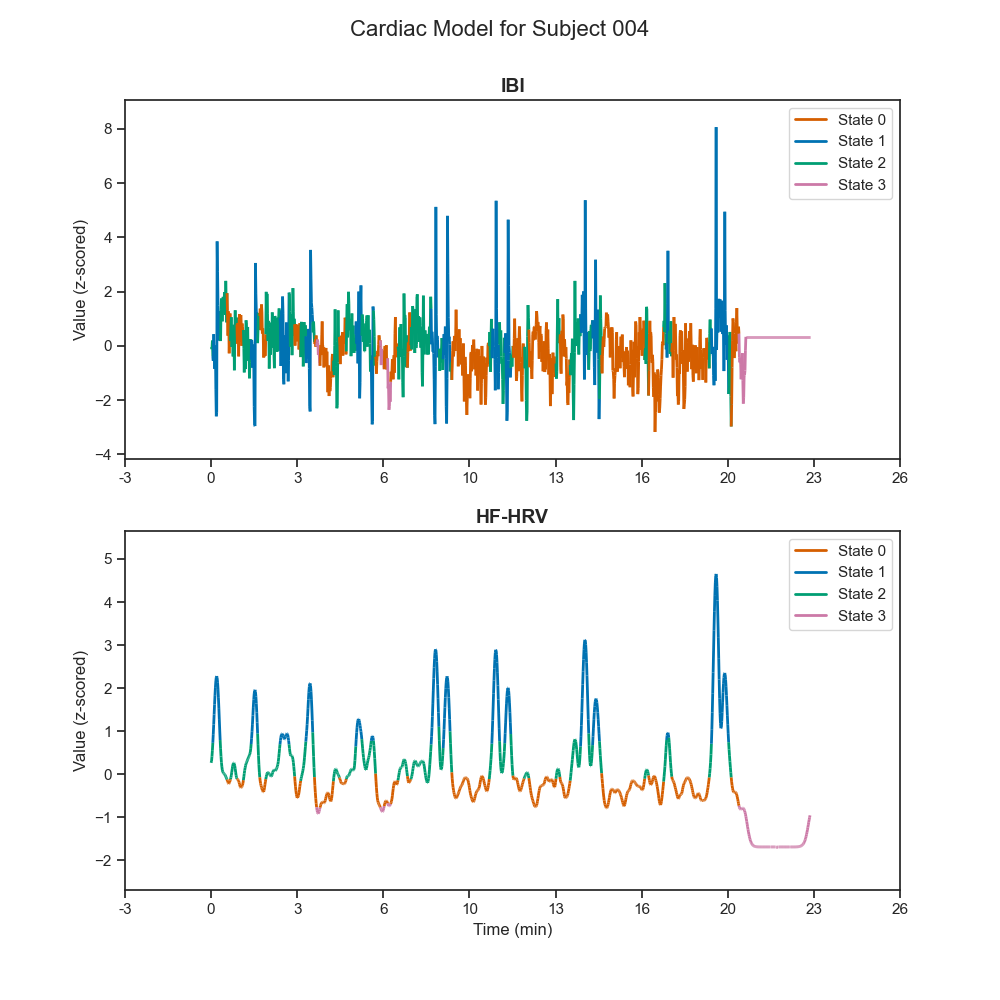 Cardiac Model for Subject 004
IBI
Value (z-scored)
8
6
4
2
0
−2
−4
-3 0 3 6 10 13 16 20 23 26
State 0
State 1
State 2
State 3
HF-HRV
Value (z-scored)
5
4
3
2
1
0
−1
−2
-3 0 3 6 10 13 16 20 23 26
Time (min)
State 0
State 1
State 2
State 3